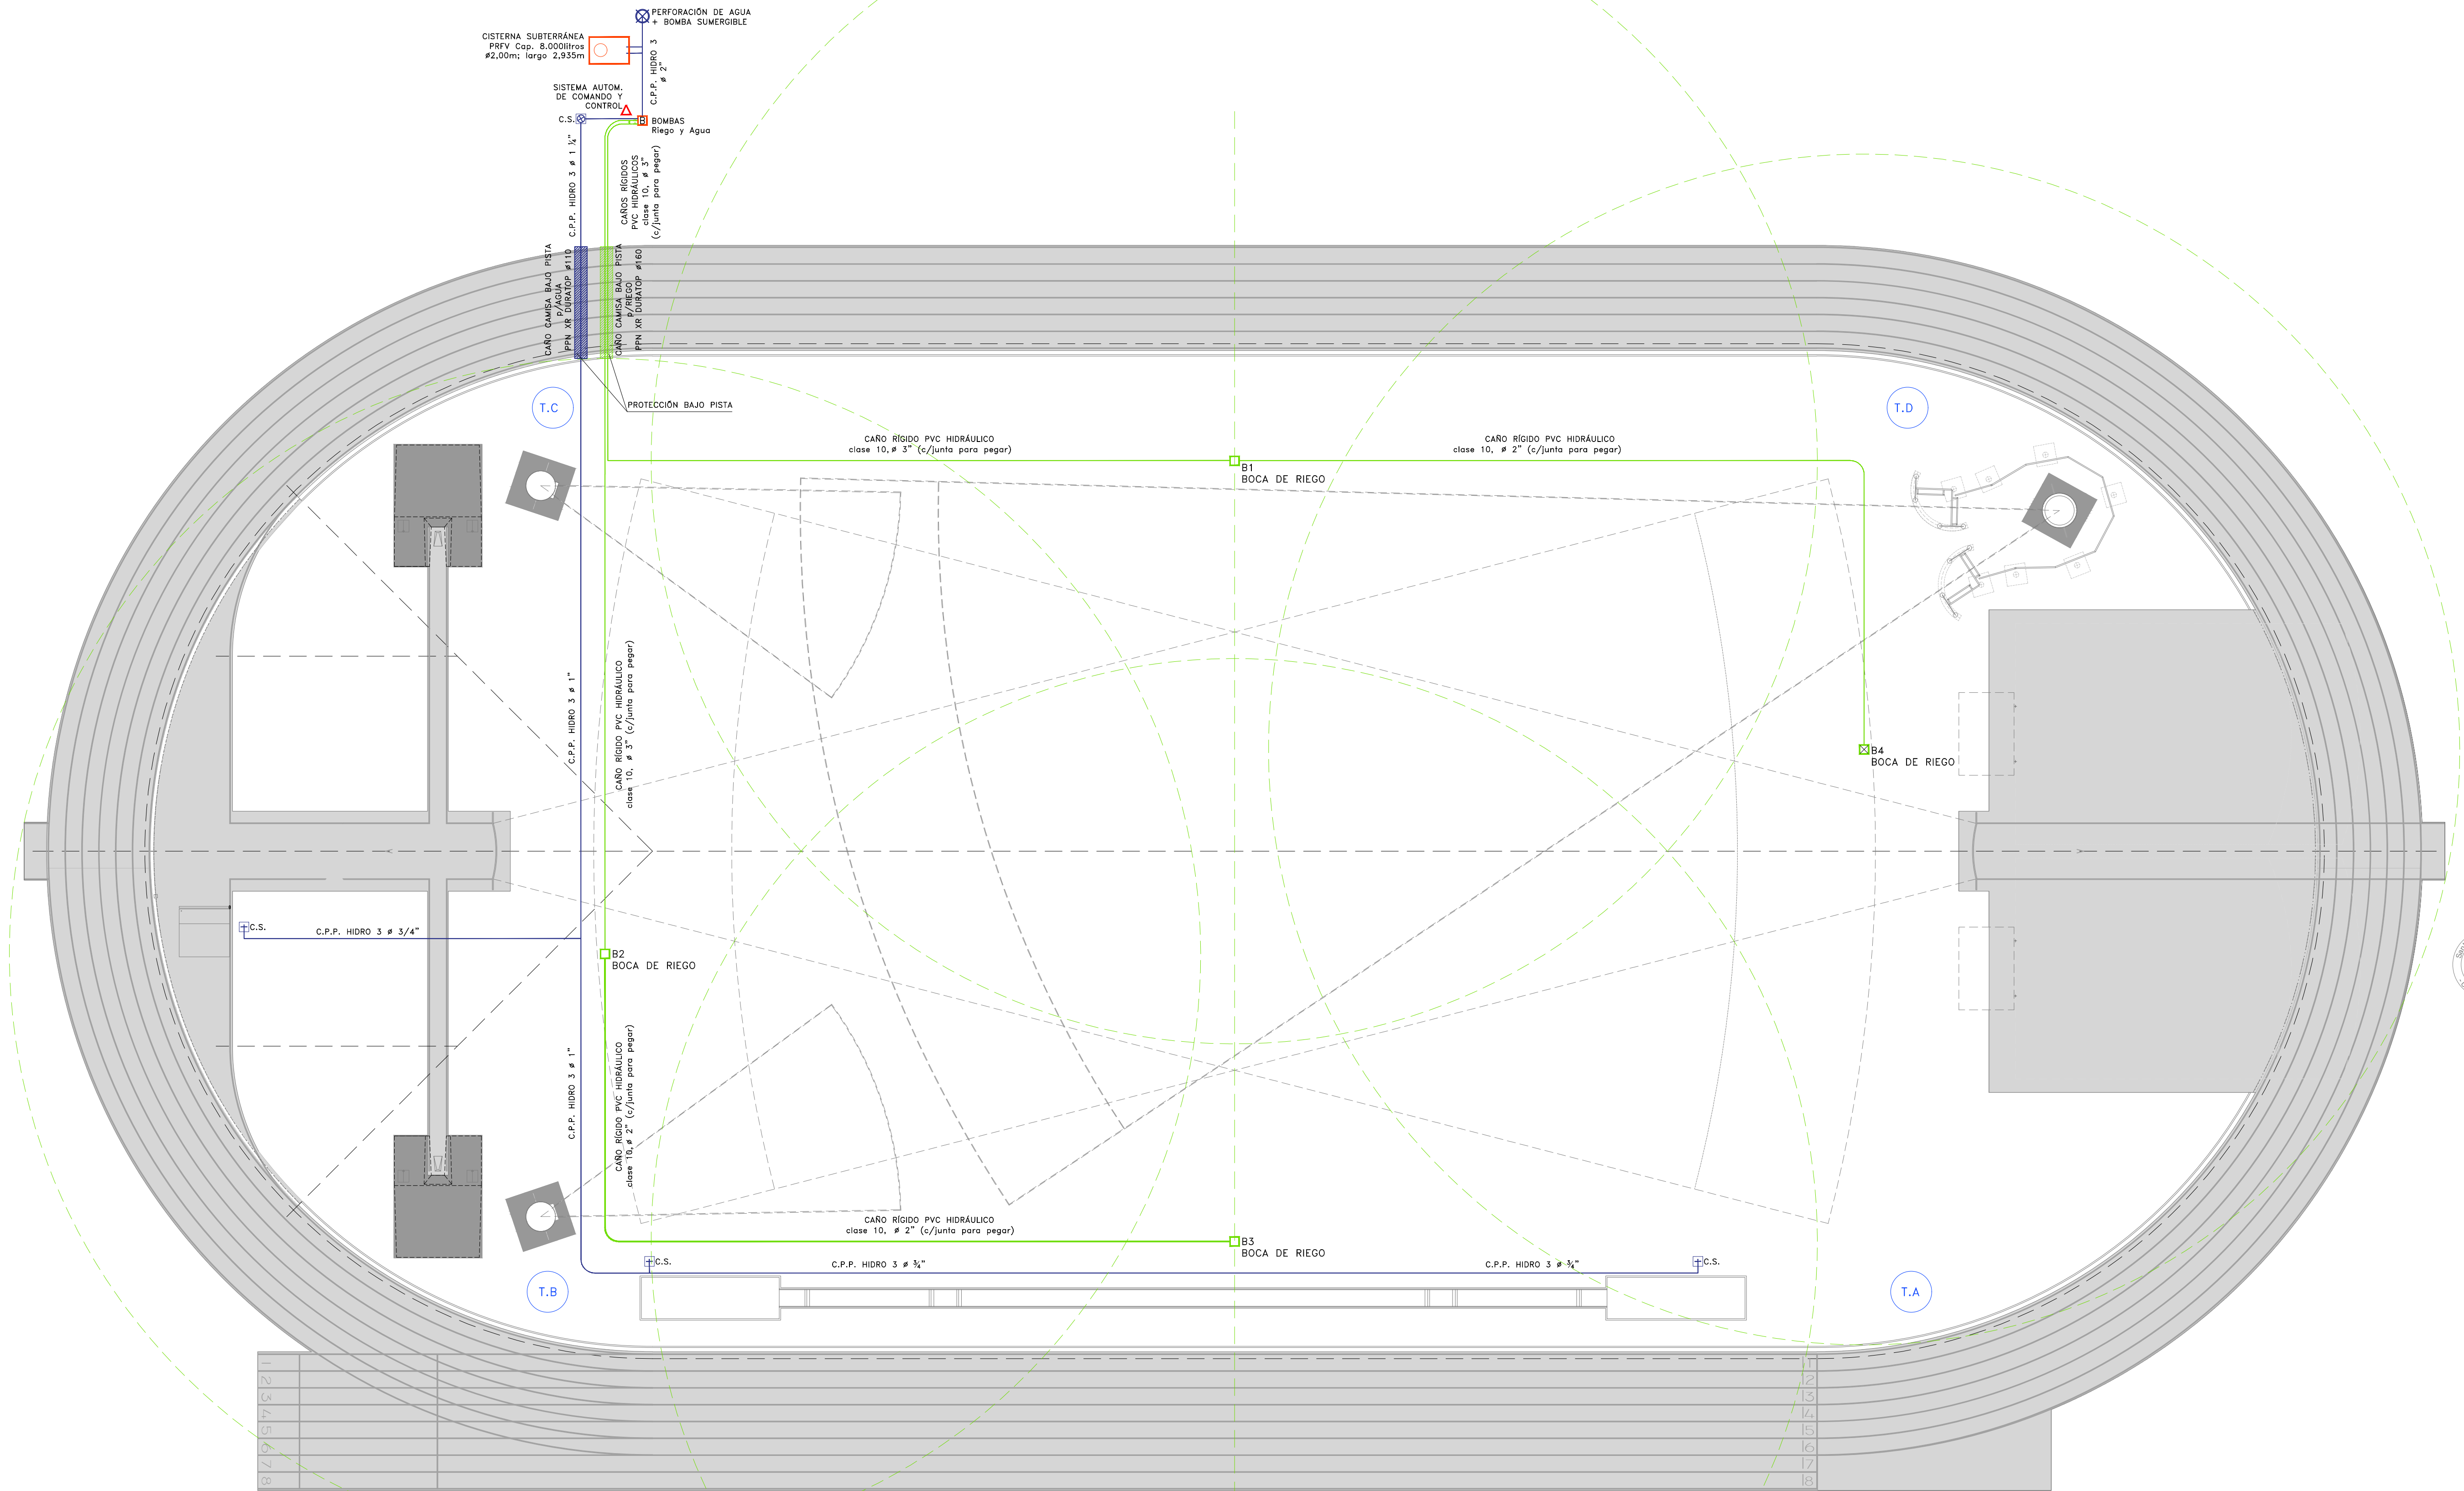 PERFORACIÓN DE AGUA
+ BOMBA SUMERGIBLE
CISTERNA SUBTERRÁNEA
PRFV Cap. 8.000litros
ø2,00m; largo 2,935m
C.P.P. HIDRO 3
ø 2"
SISTEMA AUTOM.
DE COMANDO Y
CONTROL
C.S.
B
BOMBAS
Riego y Agua
C.P.P. HIDRO 3 ø 1 ¼"
CAÑOS RÍGIDOS
PVC HIDRÁULICOS
clase 10, ø 3"
(c/junta para pegar)
CAÑO CAMISA BAJO PISTA
P/AGUA
PPN XR DURATOP ø110
CAÑO CAMISA BAJO PISTA
P/RIEGO
PPN XR DURATOP ø160
T.C
PROTECCIÓN BAJO PISTA
T.D
CAÑO RÍGIDO PVC HIDRÁULICO
clase 10,ø 3" (c/junta para pegar)
CAÑO RÍGIDO PVC HIDRÁULICO
clase 10, ø 2" (c/junta para pegar)
B1
BOCA DE RIEGO
C.P.P. HIDRO 3 ø 1"
CAÑO RÍGIDO PVC HIDRÁULICO
clase 10, ø 3" (c/junta para pegar)
B4
BOCA DE RIEGO
C.S.
C.P.P. HIDRO 3 ø 3/4"
B2
BOCA DE RIEGO
C.P.P. HIDRO 3 ø 1"
CAÑO RÍGIDO PVC HIDRÁULICO
clase 10,ø 2" (c/junta para pegar)
CAÑO RÍGIDO PVC HIDRÁULICO
clase 10, ø 2" (c/junta para pegar)
B3
BOCA DE RIEGO
C.S.
C.P.P. HIDRO 3 ø ¾"
C.P.P. HIDRO 3 ø ¾"
C.S.
T.B
T.A
1
2
3
4
5
6
7
8
1
2
3
4
5
6
7
8